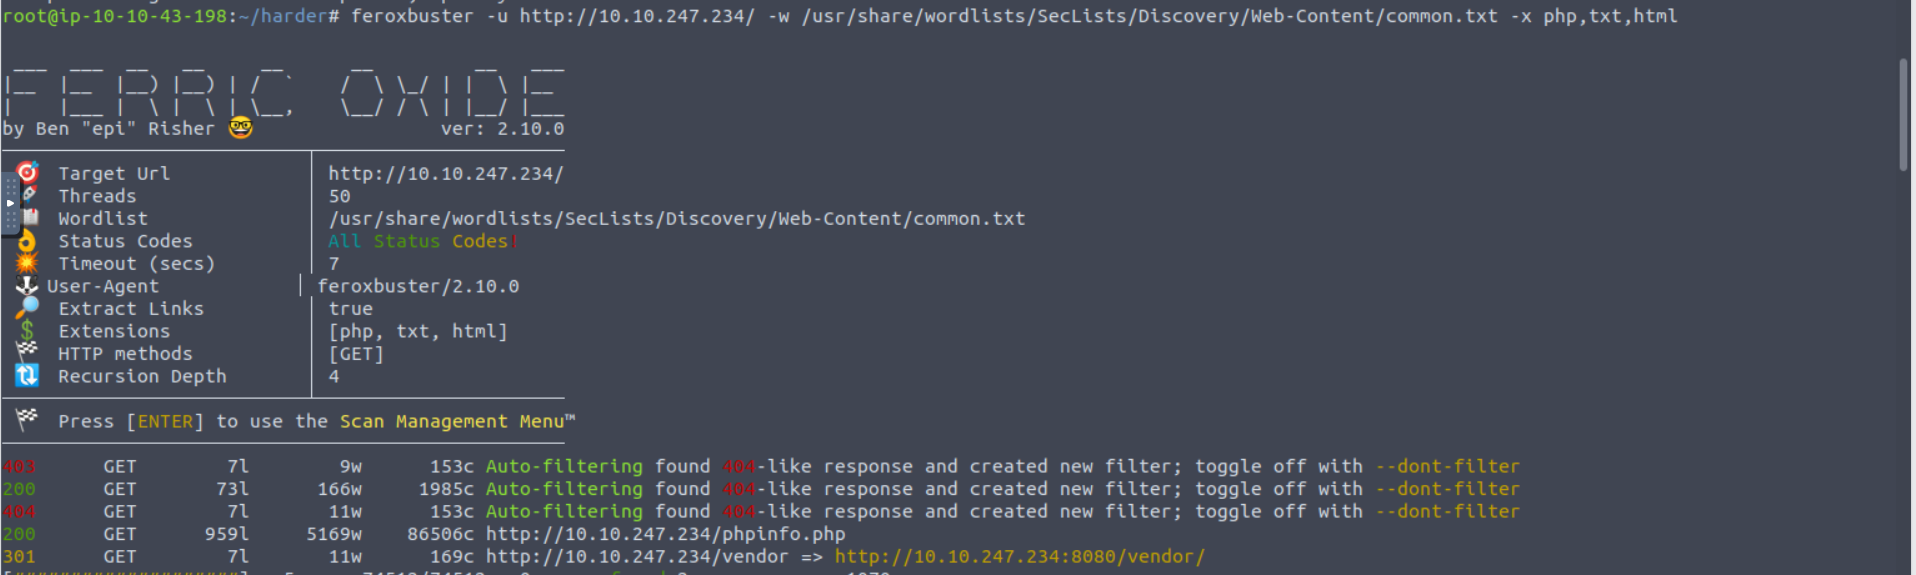 root@ip-10-10-43-198:~/harder# feroxbuster -u http://10.10.247.234/ -w /usr/share/wordlists/SecLists/Discovery/Web-Content/common.txt -x php,txt,html
FERRIC OXIDE
by Ben "epi" Risher 🤓 ver: 2.10.0
🎯 Target Url │ http://10.10.247.234/
🚀 Threads │ 50
📖 Wordlist │ /usr/share/wordlists/SecLists/Discovery/Web-Content/common.txt
👌 Status Codes │ All Status Codes!
💥 Timeout (secs) │ 7
🦡 User-Agent │ feroxbuster/2.10.0
🔎 Extract Links │ true
💲 Extensions │ [php, txt, html]
🏁 HTTP methods │ [GET]
🔃 Recursion Depth │ 4
🏁 Press [ENTER] to use the Scan Management Menu™
403 GET 7l 9w 153c Auto-filtering found 404-like response and created new filter; toggle off with --dont-filter
200 GET 73l 166w 1985c Auto-filtering found 404-like response and created new filter; toggle off with --dont-filter
404 GET 7l 11w 153c Auto-filtering found 404-like response and created new filter; toggle off with --dont-filter
200 GET 959l 5169w 86506c http://10.10.247.234/phpinfo.php
301 GET 7l 11w 169c http://10.10.247.234/vendor => http://10.10.247.234:8080/vendor/